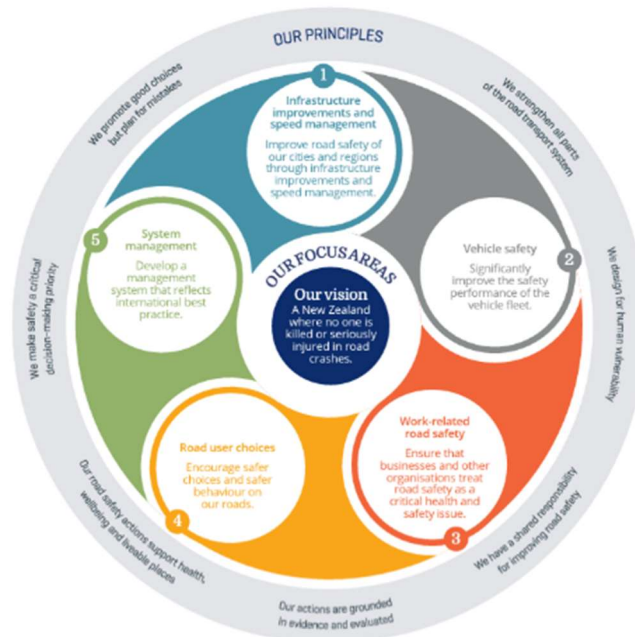 OUR PRINCIPLES
We promote good choices
but plan for mistakes
We strengthen all parts
of the road transport system
We design for human vulnerability
We have a shared responsibility
for improving road safety
Our actions are grounded
in evidence and evaluated
Our road safety actions support health,
wellbeing and liveable places
We make safety a critical
decision-making priority
1
Infrastructure
improvements and
speed management
Improve road safety of
our cities and regions
through infrastructure
improvements and
speed management.
2
Vehicle safety
Significantly
improve the safety
performance of the
vehicle fleet.
3
Work-related
road safety
Ensure that
businesses and other
organisations treat
road safety as a
critical health and
safety issue.
4
Road user choices
Encourage safer
choices and safer
behaviour on
our roads.
5
System
management
Develop a
management
system that reflects
international best
practice.
OUR FOCUS AREAS
Our vision
A New Zealand
where no one is
killed or seriously
injured in road
crashes.